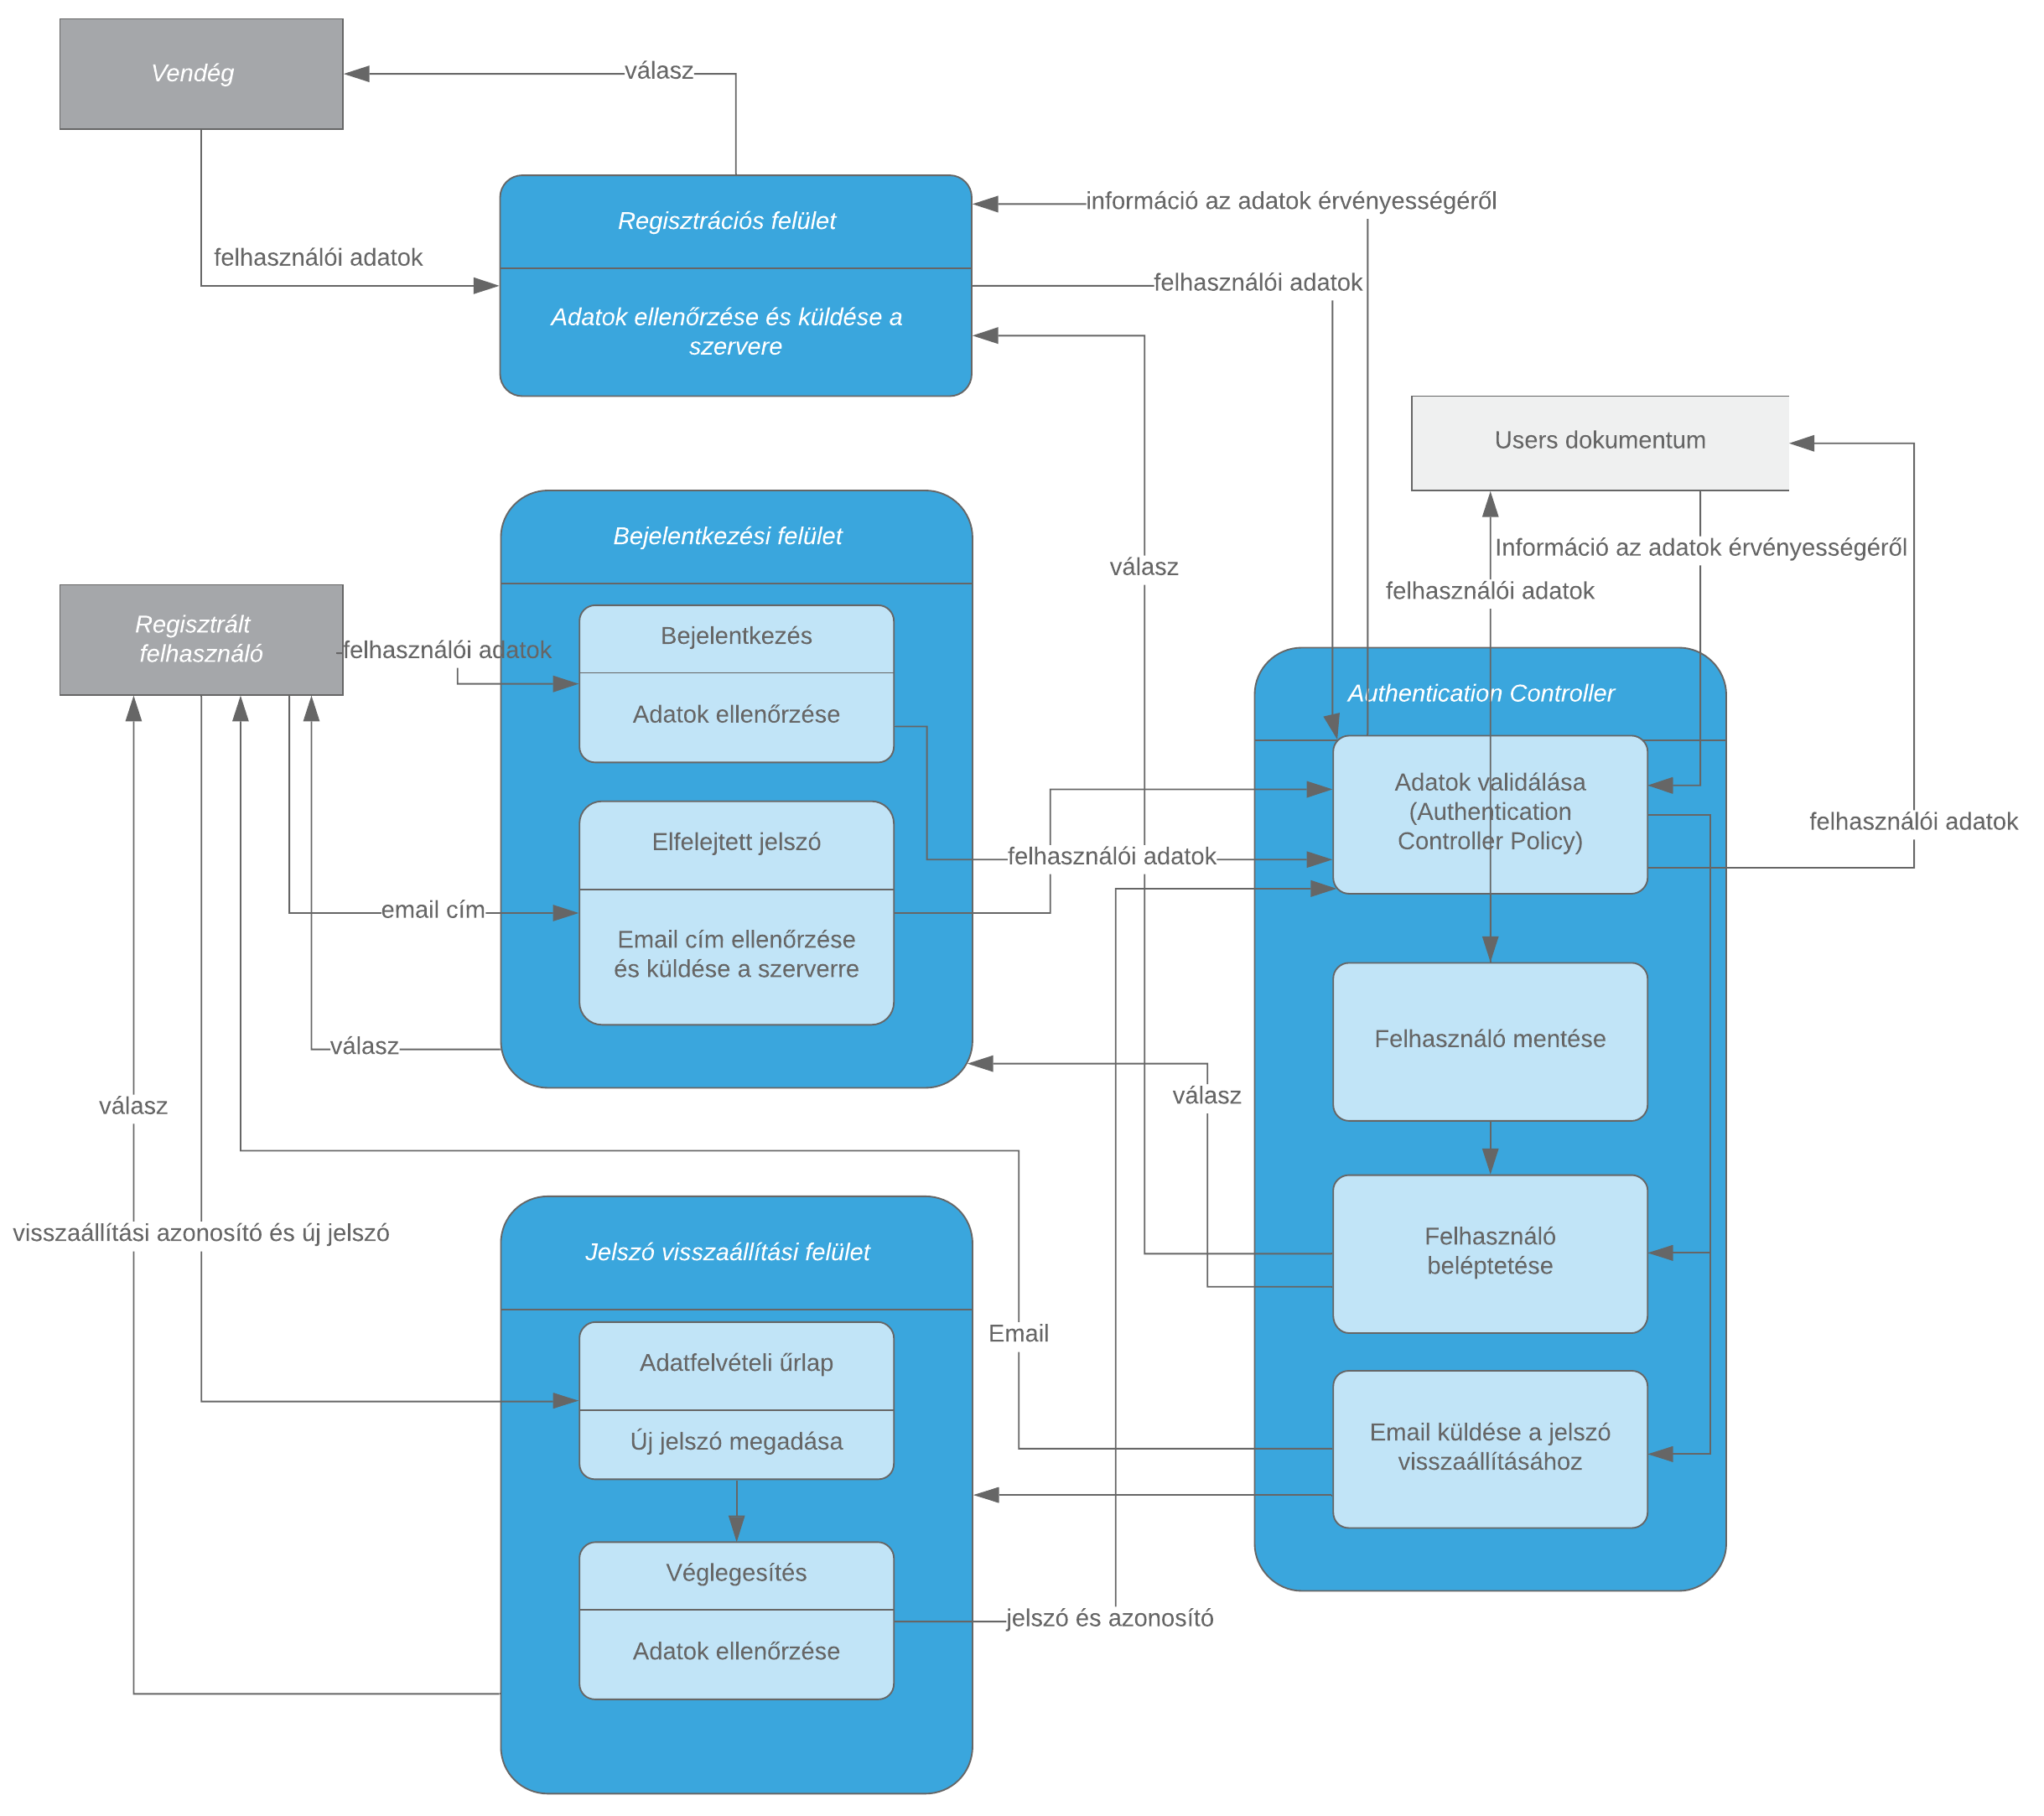 Vendég
válasz
Regisztrációs felület
információ az adatok érvényességéről
felhasználói adatok
felhasználói adatok
Adatok ellenőrzése és küldése a
szervere
Users dokumentum
Bejelentkezési felület
Információ az adatok érvényességéről
válasz
felhasználói adatok
Regisztrált
felhasználó
felhasználói adatok
Bejelentkezés
Adatok ellenőrzése
Authentication Controller
Adatok validálása
(Authentication
Controller Policy)
felhasználói adatok
Elfelejtett jelszó
felhasználói adatok
email cím
Email cím ellenőrzése
és küldése a szerverre
Felhasználó mentése
válasz
válasz
válasz
visszaállítási azonosító és új jelszó
Jelszó visszaállítási felület
Felhasználó
beléptetése
Email
Adatfelvételi űrlap
Új jelszó megadása
Email küldése a jelszó
visszaállításához
Véglegesítés
jelszó és azonosító
Adatok ellenőrzése